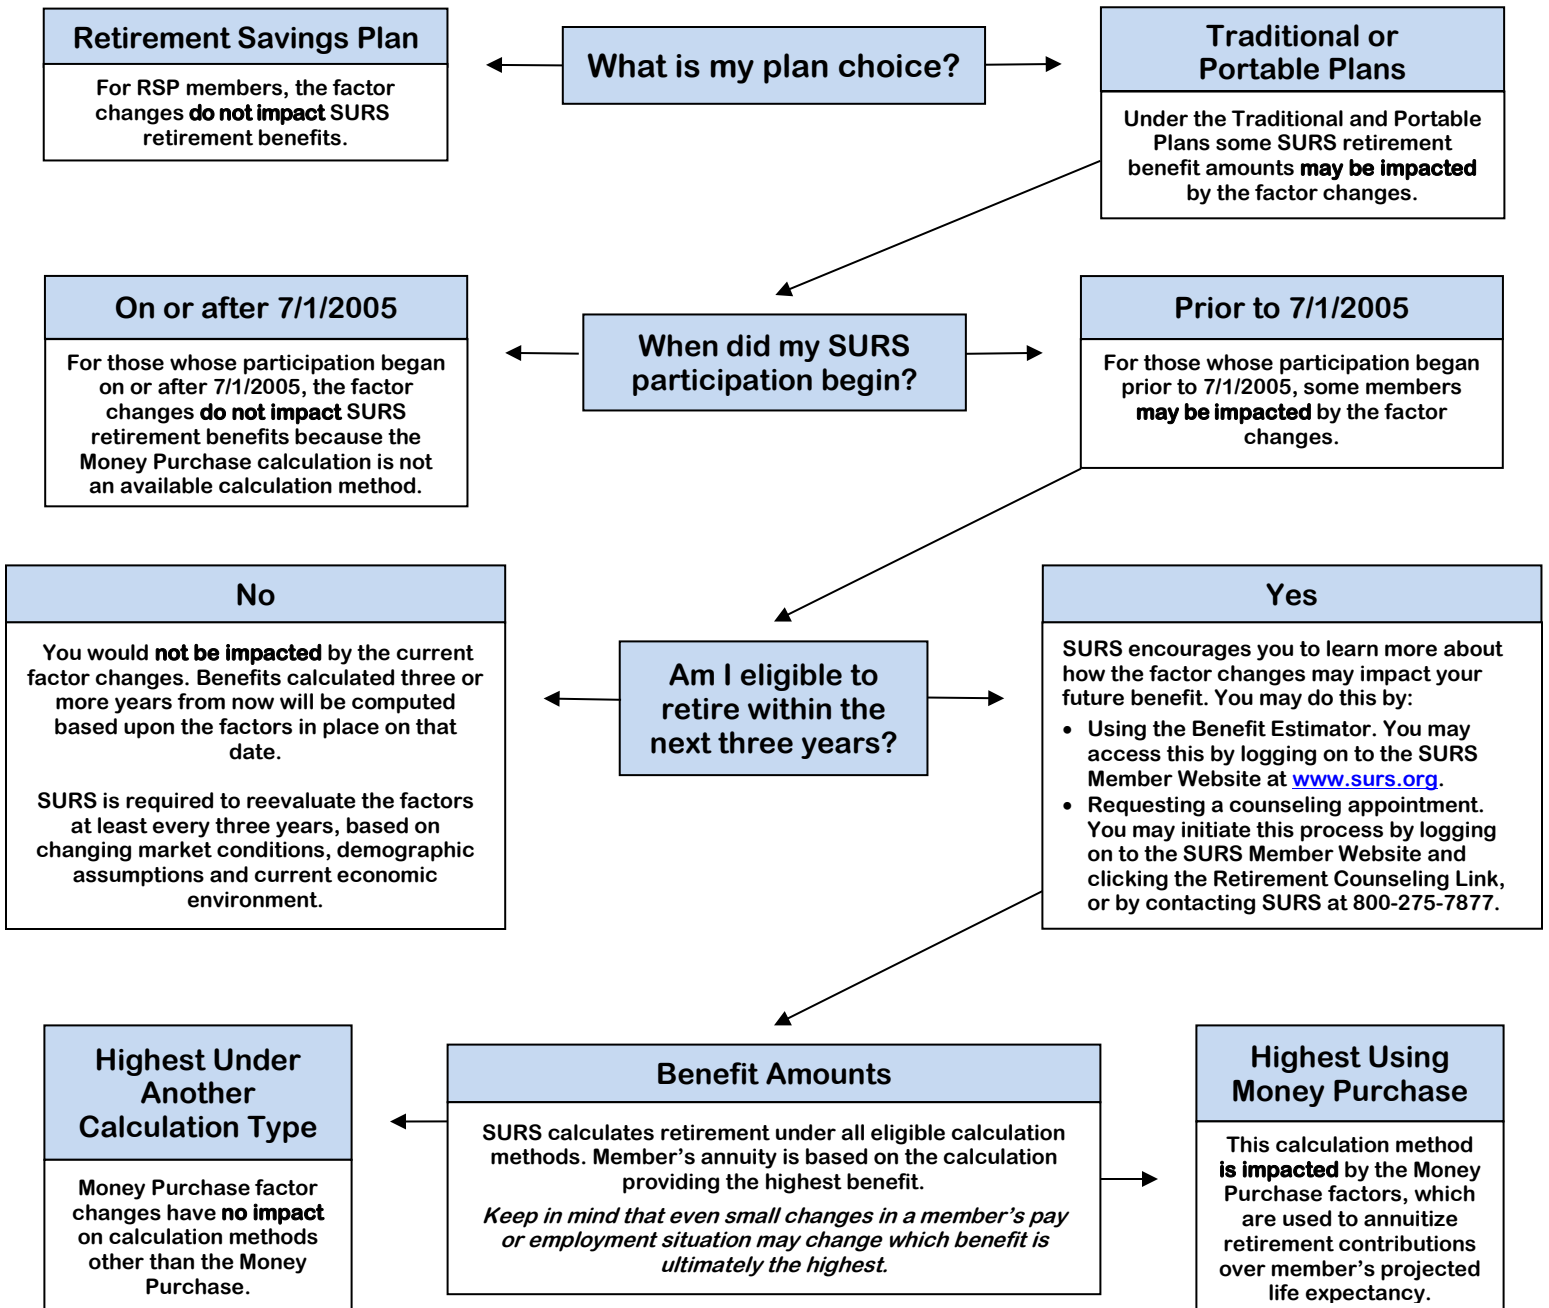 Retirement Savings Plan
For RSP members, the factor
changes do not impact SURS
retirement benefits.
What is my plan choice?
Traditional or
Portable Plans
Under the Traditional and Portable
Plans some SURS retirement
benefit amounts may be impacted
by the factor changes.
On or after 7/1/2005
For those whose participation began
on or after 7/1/2005, the factor
changes do not impact SURS
retirement benefits because the
Money Purchase calculation is not
an available calculation method.
When did my SURS
participation begin?
Prior to 7/1/2005
For those whose participation began
prior to 7/1/2005, some members
may be impacted by the factor
changes.
No
You would not be impacted by the current
factor changes. Benefits calculated three or
more years from now will be computed
based upon the factors in place on that
date.
SURS is required to reevaluate the factors
at least every three years, based on
changing market conditions, demographic
assumptions and current economic
environment.
Am I eligible to
retire within the
next three years?
Yes
SURS encourages you to learn more about
how the factor changes may impact your
future benefit. You may do this by:
• Using the Benefit Estimator. You may
access this by logging on to the SURS
Member Website at www.surs.org.
• Requesting a counseling appointment.
You may initiate this process by logging
on to the SURS Member Website and
clicking the Retirement Counseling Link,
or by contacting SURS at 800-275-7877.
Highest Under
Another
Calculation Type
Money Purchase factor
changes have no impact
on calculation methods
other than the Money
Purchase.
Benefit Amounts
SURS calculates retirement under all eligible calculation
methods. Member's annuity is based on the calculation
providing the highest benefit.
Keep in mind that even small changes in a member's pay
or employment situation may change which benefit is
ultimately the highest.
Highest Using
Money Purchase
This calculation method
is impacted by the Money
Purchase factors, which
are used to annuitize
retirement contributions
over member's projected
life expectancy.